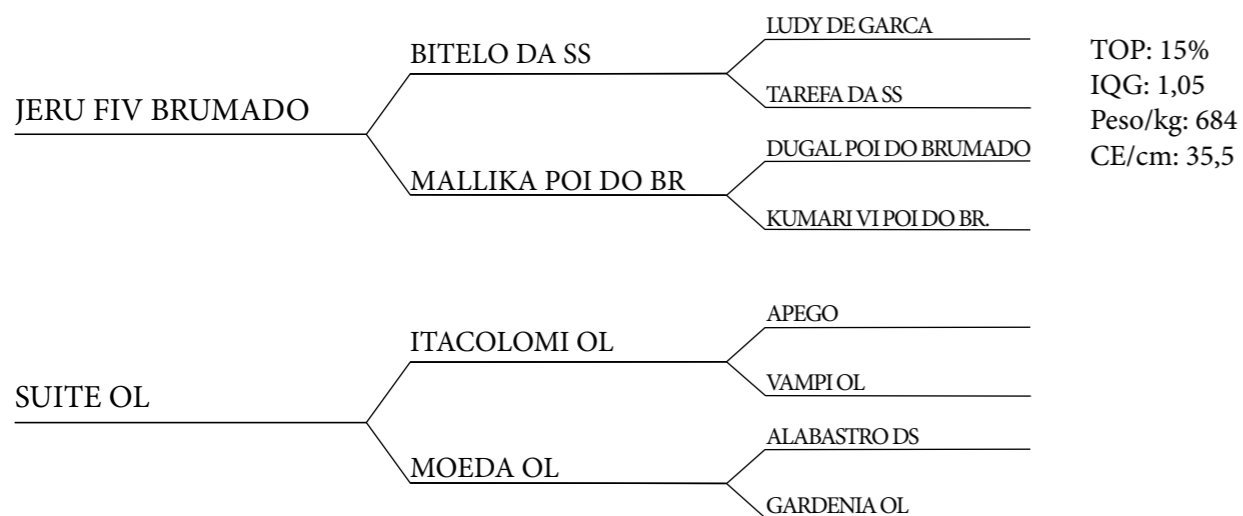 LUDY DE GARCA
BITELO DA SS
TAREFA DA SS
JERU FIV BRUMADO
DUGAL POI DO BRUMADO
MALLIKA POI DO BR
KUMARI VI POI DO BR.
TOP: 15%
IQG: 1,05
Peso/kg: 684
CE/cm: 35,5
APEGO
ITACOLOMI OL
VAMPI OL
SUITE OL
ALABASTRO DS
MOEDA OL
GARDENIA OL